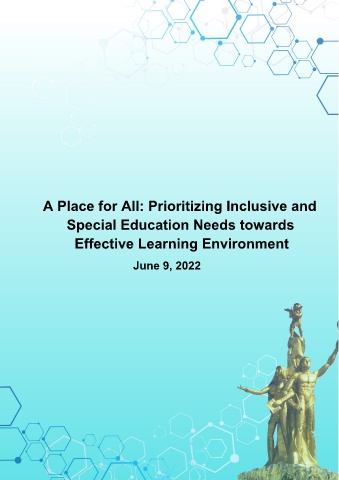 A Place for All: Prioritizing Inclusive and
Special Education Needs towards
Effective Learning Environment
June 9, 2022